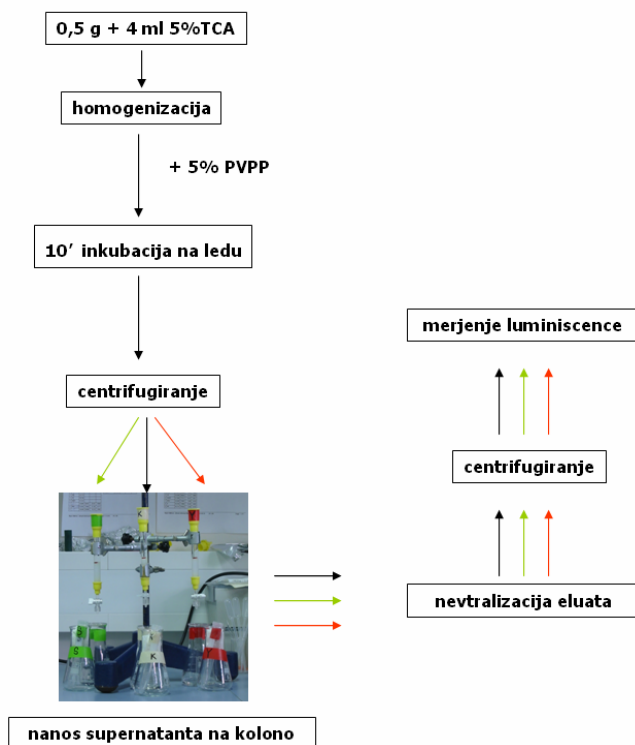 0,5 g + 4 ml 5%TCA
homogenizacija
+ 5% PVPP
10’ inkubacija na ledu
centrifugiranje
K
S
K
nanos supernatanta na kolono
merjenje luminiscence
centrifugiranje
nevtralizacija eluata